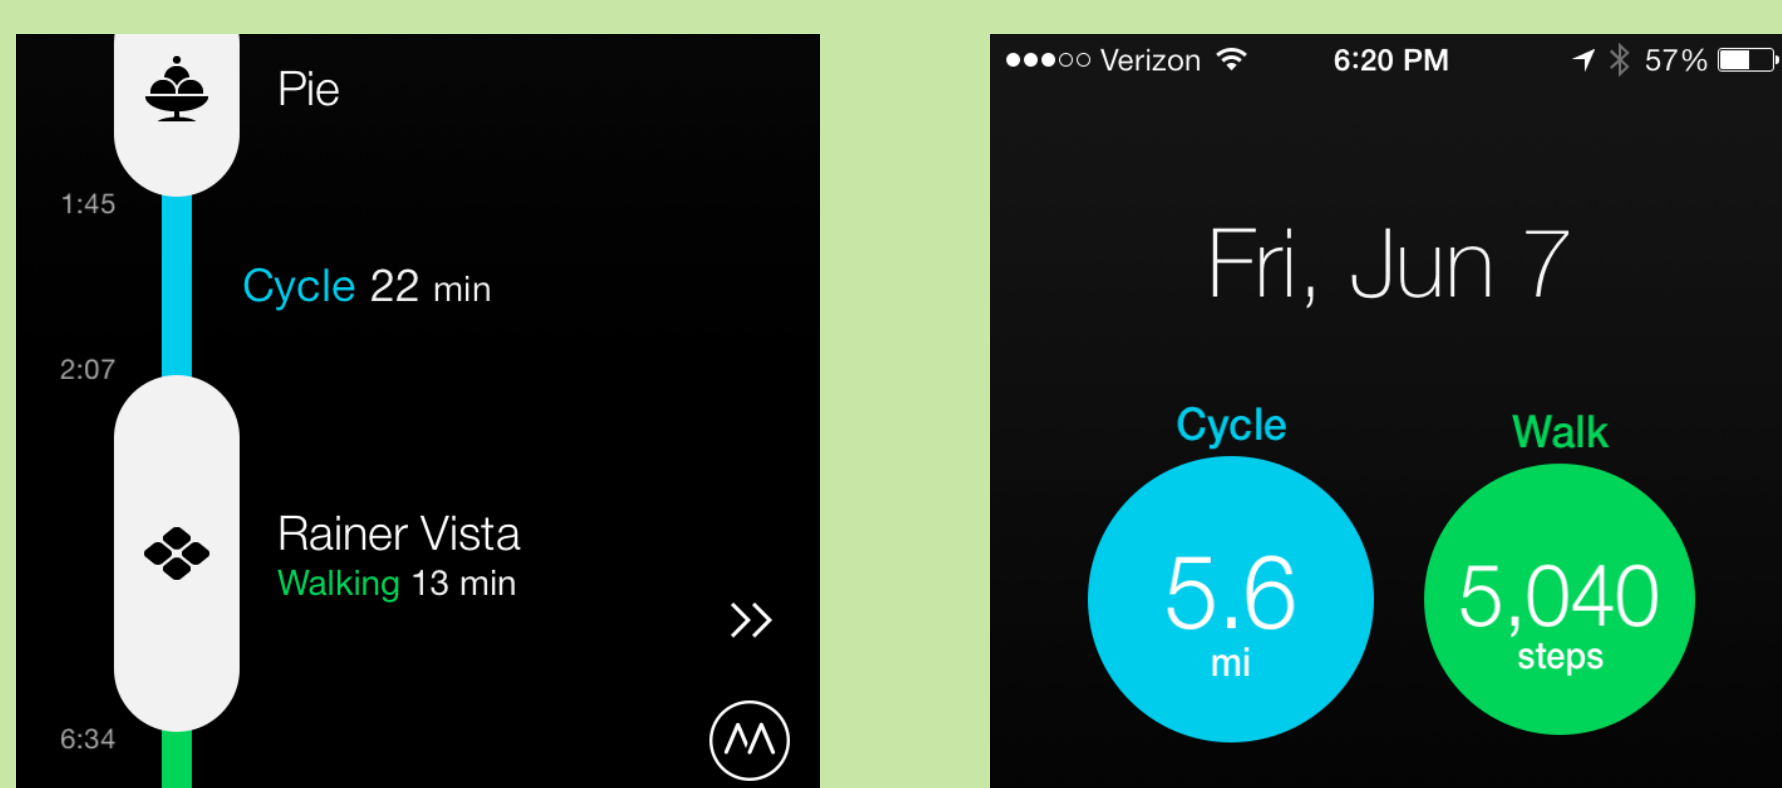 Pie
1:45
Cycle 22 min
2:07
Rainer Vista
Walking 13 min
6:34
Verizon 6:20 PM 57%
Fri, Jun 7
Cycle
5.6
mi
Walk
5,040
steps